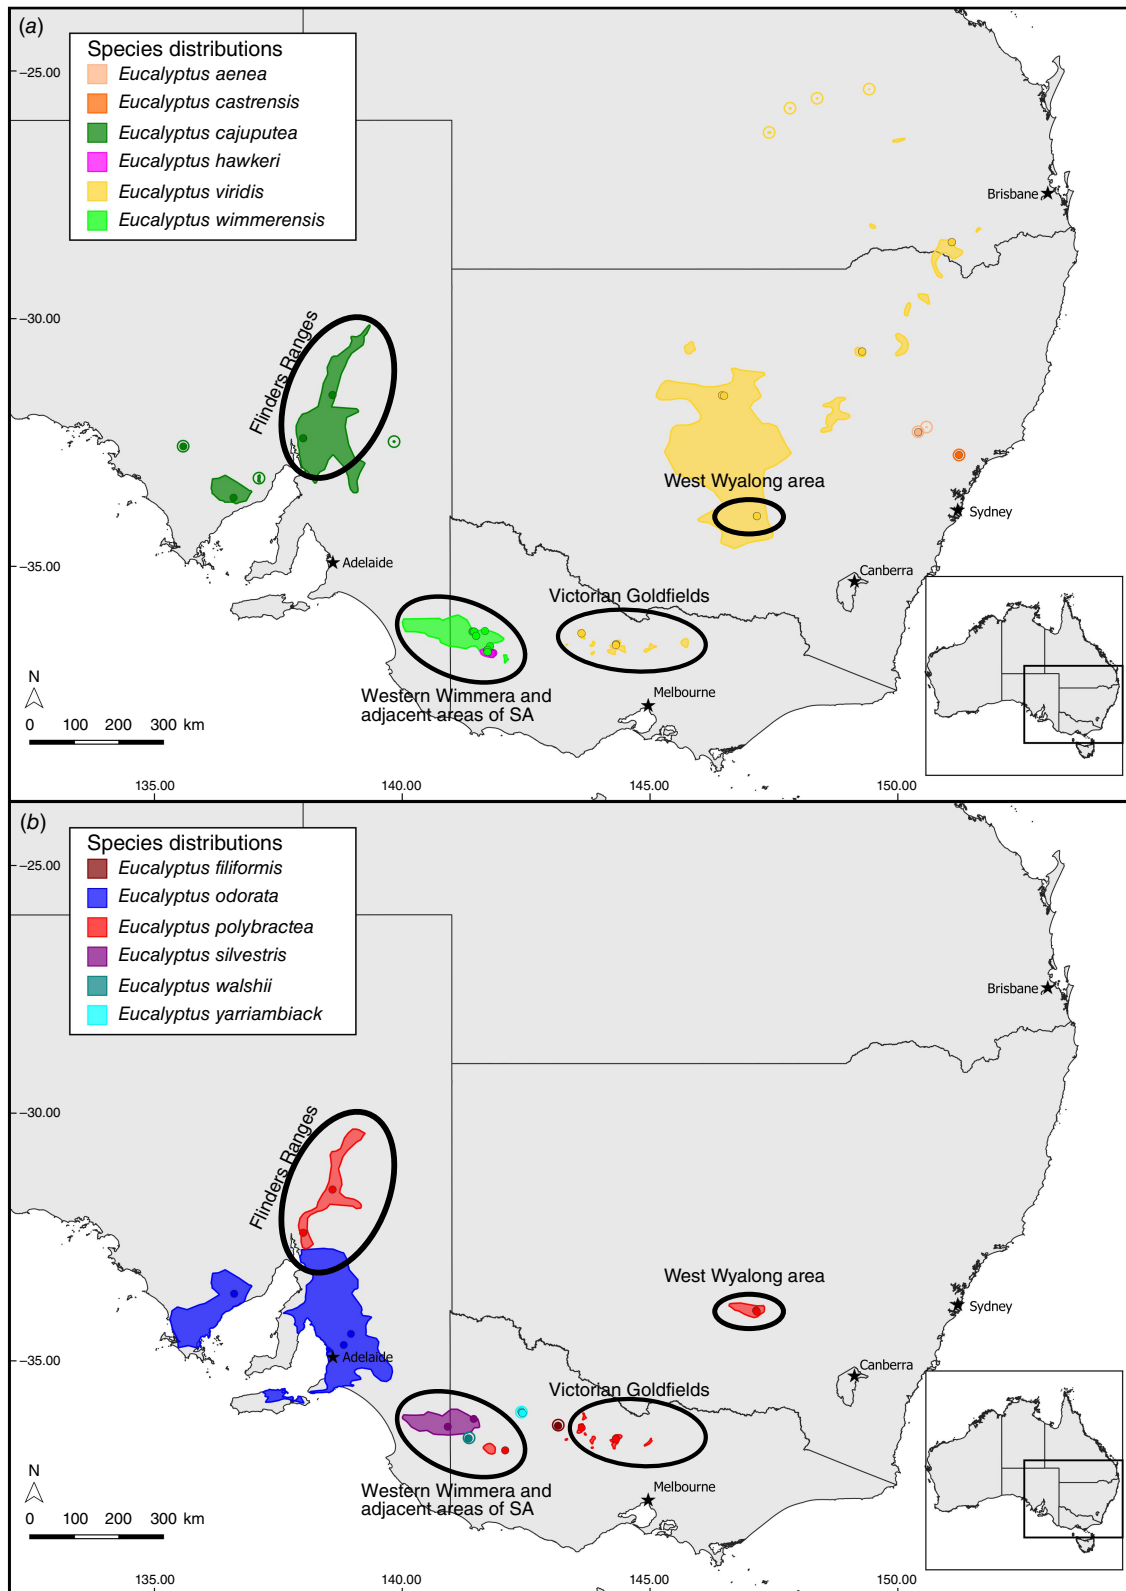 (a)
Species distributions
Eucalyptus aenea
Eucalyptus castrensis
Eucalyptus cajuputea
Eucalyptus hawkeri
Eucalyptus viridis
Eucalyptus wimmerensis
−25.00
Brisbane
−30.00
Flinders Ranges
West Wyalong area
Sydney
−35.00
Adelaide
Canberra
Victorian Goldfields
Western Wimmera and
adjacent areas of SA
Melbourne
N
0 100 200 300 km
135.00 140.00 145.00 150.00
(b)
Species distributions
Eucalyptus filiformis
Eucalyptus odorata
Eucalyptus polybractea
Eucalyptus silvestris
Eucalyptus walshii
Eucalyptus yarriambiack
−25.00
Brisbane
−30.00
Flinders Ranges
West Wyalong area
Sydney
−35.00
Adelaide
Canberra
Victorian Goldfields
Western Wimmera and
adjacent areas of SA
Melbourne
N
0 100 200 300 km
135.00 140.00 145.00 150.00